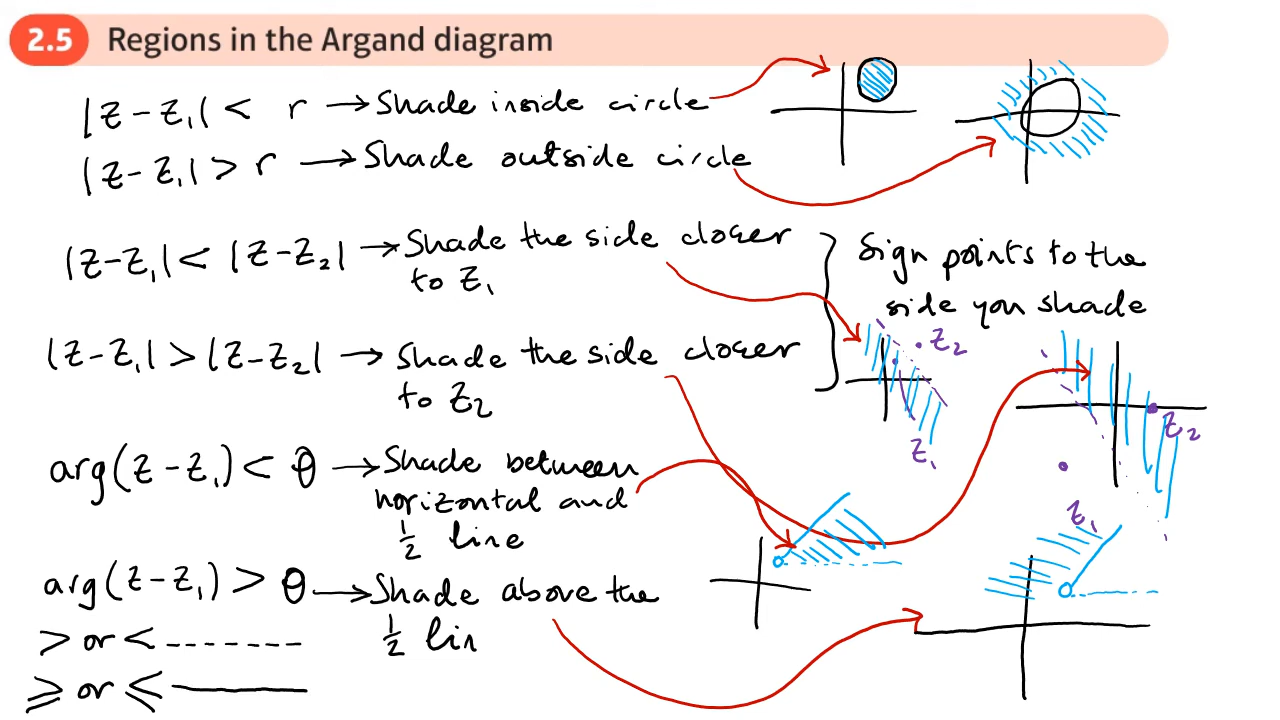 2.5 Regions in the Argand diagram
|z - z₁| < r → Shade inside circle
|z - z₁| > r → Shade outside circle
|z - z₁| < |z - z₂| → Shade the side closer
to z₁
Sign points to the
side you shade
z₂
z₁
|z - z₁| > |z - z₂| → Shade the side closer
to z₂
z₂
z₁
arg(z - z₁) < θ → Shade between
horizontal and
½ line
arg(z - z₁) > θ → Shade above the
½ lin
> or < -------
⩾ or ⩽ ———